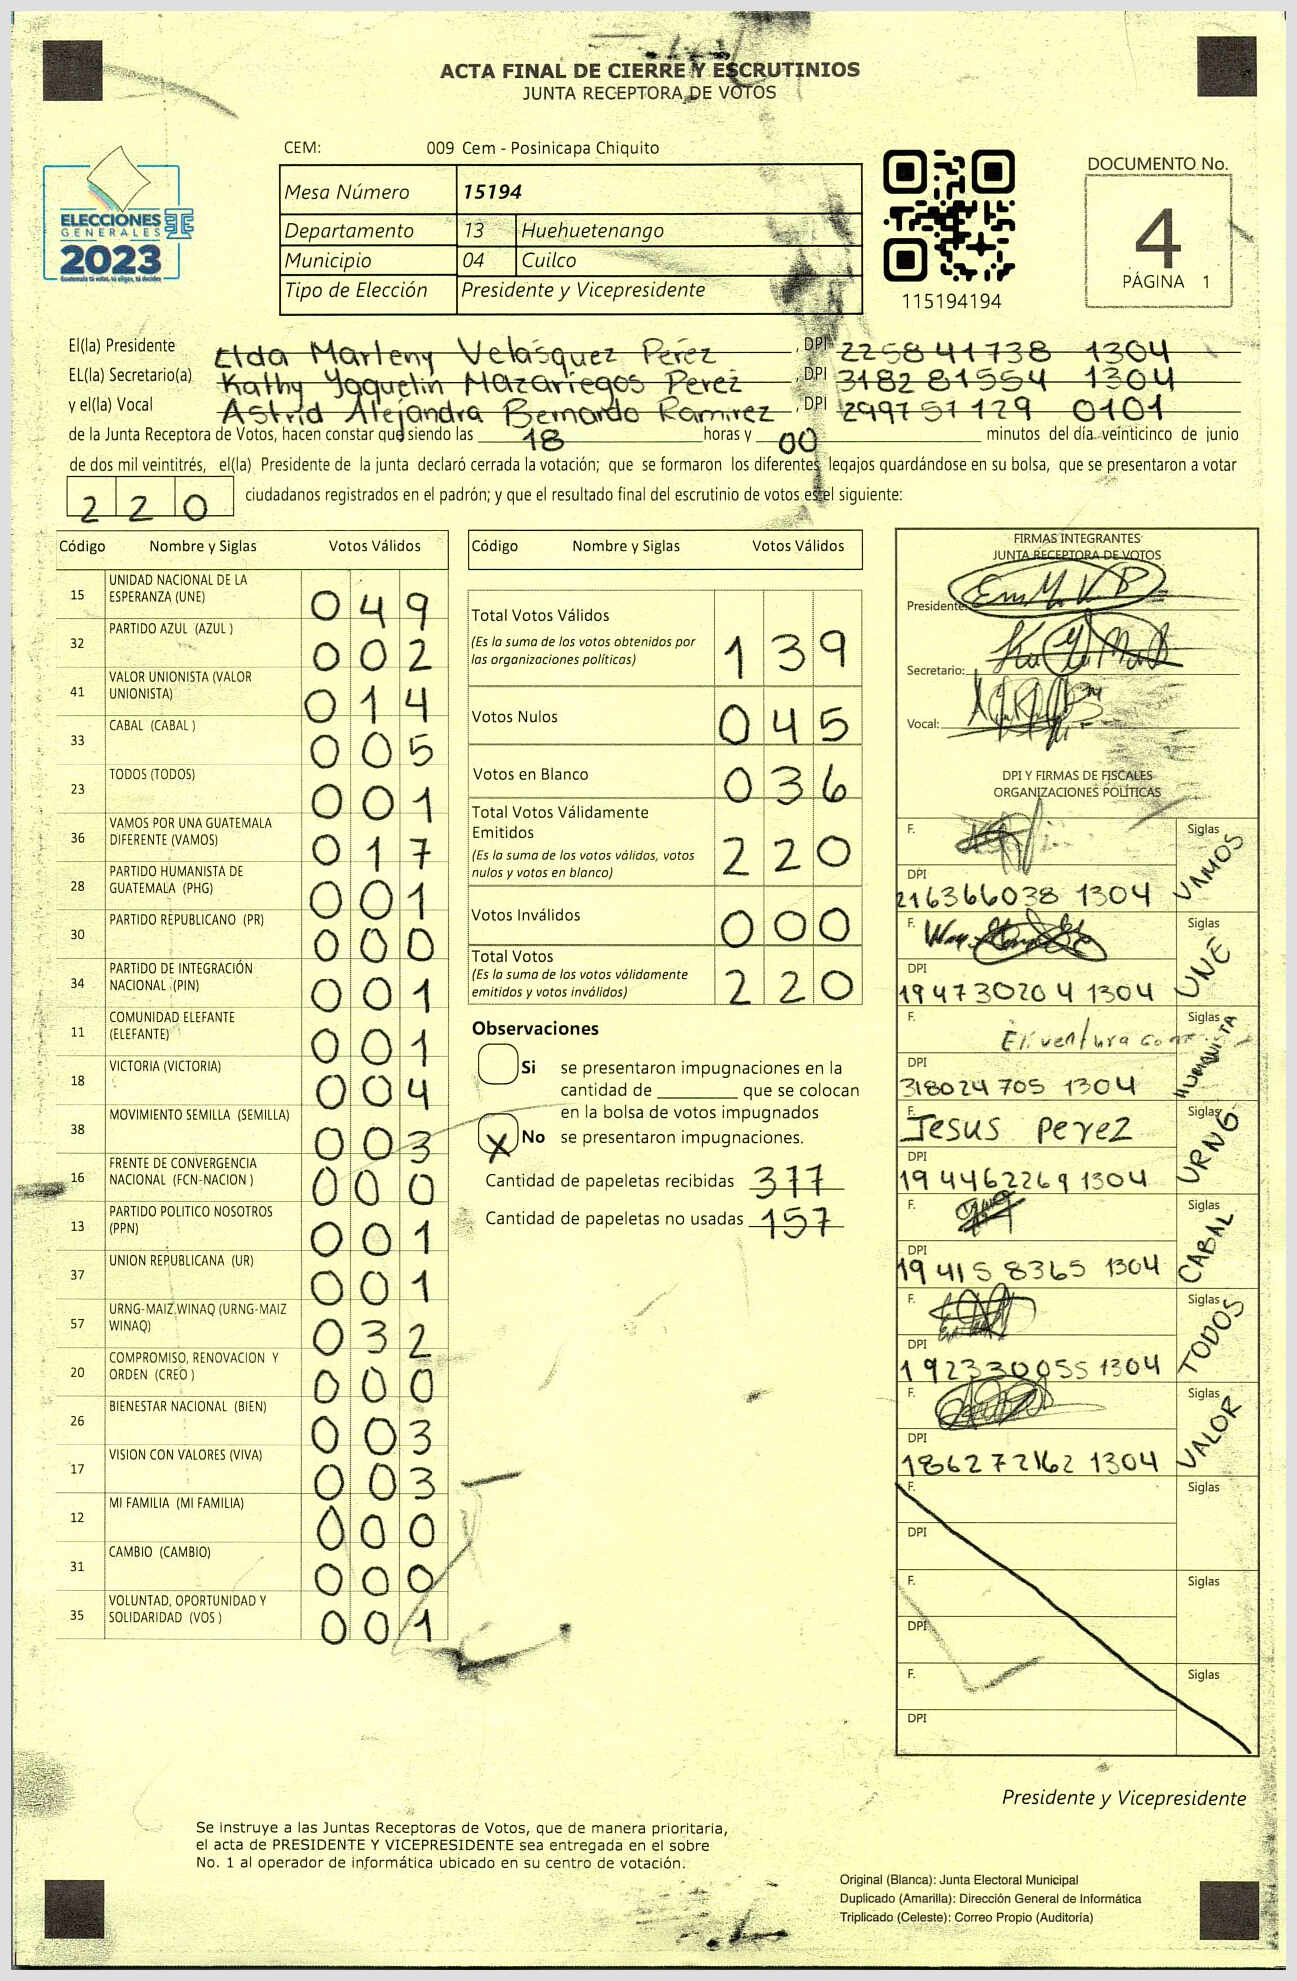 ACTA FINAL DE CIERRE Y ESCRUTINIOS
JUNTA RECEPTORA DE VOTOS
CEM: 009 Cem - Posinicapa Chiquito
Mesa Número 15194
Departamento 13 Huehuetenango
Municipio 04 Cuilco
Tipo de Elección Presidente y Vicepresidente
ELECCIONES
GENERALES
2023
Guatemala tú votas, tú eliges, tú decides
115194194
DOCUMENTO No.
4
PÁGINA 1
El(la) Presidente Elda Marleny Velásquez Pérez, DPI 2258 41738 1304
EL(la) Secretario(a) Kathy Yaquelin Mazariegos Perez, DPI 3182 81554 1304
y el(la) Vocal Astrid Alejandra Bernardo Ramirez, DPI 2997 57 129 0101
de la Junta Receptora de Votos, hacen constar que siendo las 18 horas y 00 minutos del día veinticinco de junio
de dos mil veintitrés, el(la) Presidente de la junta declaró cerrada la votación; que se formaron los diferentes legajos guardándose en su bolsa, que se presentaron a votar
220 ciudadanos registrados en el padrón; y que el resultado final del escrutinio de votos es el siguiente:
Código Nombre y Siglas Votos Válidos
15 UNIDAD NACIONAL DE LA ESPERANZA (UNE) 049
32 PARTIDO AZUL (AZUL ) 002
41 VALOR UNIONISTA (VALOR UNIONISTA) 014
33 CABAL (CABAL ) 005
23 TODOS (TODOS) 001
36 VAMOS POR UNA GUATEMALA DIFERENTE (VAMOS) 017
28 PARTIDO HUMANISTA DE GUATEMALA (PHG) 001
30 PARTIDO REPUBLICANO (PR) 000
34 PARTIDO DE INTEGRACIÓN NACIONAL (PIN) 001
11 COMUNIDAD ELEFANTE (ELEFANTE) 001
18 VICTORIA (VICTORIA) 004
38 MOVIMIENTO SEMILLA (SEMILLA) 003
16 FRENTE DE CONVERGENCIA NACIONAL (FCN-NACION ) 000
13 PARTIDO POLITICO NOSOTROS (PPN) 001
37 UNION REPUBLICANA (UR) 001
57 URNG-MAIZ,WINAQ (URNG-MAIZ WINAQ) 032
20 COMPROMISO, RENOVACION Y ORDEN (CREO ) 000
26 BIENESTAR NACIONAL (BIEN) 003
17 VISION CON VALORES (VIVA) 003
12 MI FAMILIA (MI FAMILIA) 000
31 CAMBIO (CAMBIO) 000
35 VOLUNTAD, OPORTUNIDAD Y SOLIDARIDAD (VOS ) 001
Código Nombre y Siglas Votos Válidos
Total Votos Válidos 139
(Es la suma de los votos obtenidos por
las organizaciones políticas)
Votos Nulos 045
Votos en Blanco 036
Total Votos Válidamente
Emitidos 220
(Es la suma de los votos válidos, votos
nulos y votos en blanco)
Votos Inválidos 000
Total Votos 220
(Es la suma de los votos válidamente
emitidos y votos inválidos)
Observaciones
Si se presentaron impugnaciones en la
cantidad de ________ que se colocan
en la bolsa de votos impugnados
X No se presentaron impugnaciones.
Cantidad de papeletas recibidas 377
Cantidad de papeletas no usadas 157
FIRMAS INTEGRANTES
JUNTA RECEPTORA DE VOTOS
Presidente:
Secretario:
Vocal:
DPI Y FIRMAS DE FISCALES
ORGANIZACIONES POLÍTICAS
F. Siglas VAMOS
DPI 216366038 1304
F. Siglas UNE
DPI 19473020 4 1304
F. Siglas HUMANISTA
DPI 318024 705 1304
F. Jesus perez Siglas URNG
DPI 19 4462269 1304
F. Siglas CABAL
DPI 19 415 8365 1304
F. Siglas TODOS
DPI 192330055 1304
F. Siglas VALOR
DPI 186272162 1304
F. Siglas
DPI
F. Siglas
DPI
F. Siglas
DPI
Presidente y Vicepresidente
Se instruye a las Juntas Receptoras de Votos, que de manera prioritaria,
el acta de PRESIDENTE Y VICEPRESIDENTE sea entregada en el sobre
No. 1 al operador de informática ubicado en su centro de votación.
Original (Blanca): Junta Electoral Municipal
Duplicado (Amarilla): Dirección General de Informática
Triplicado (Celeste): Correo Propio (Auditoría)